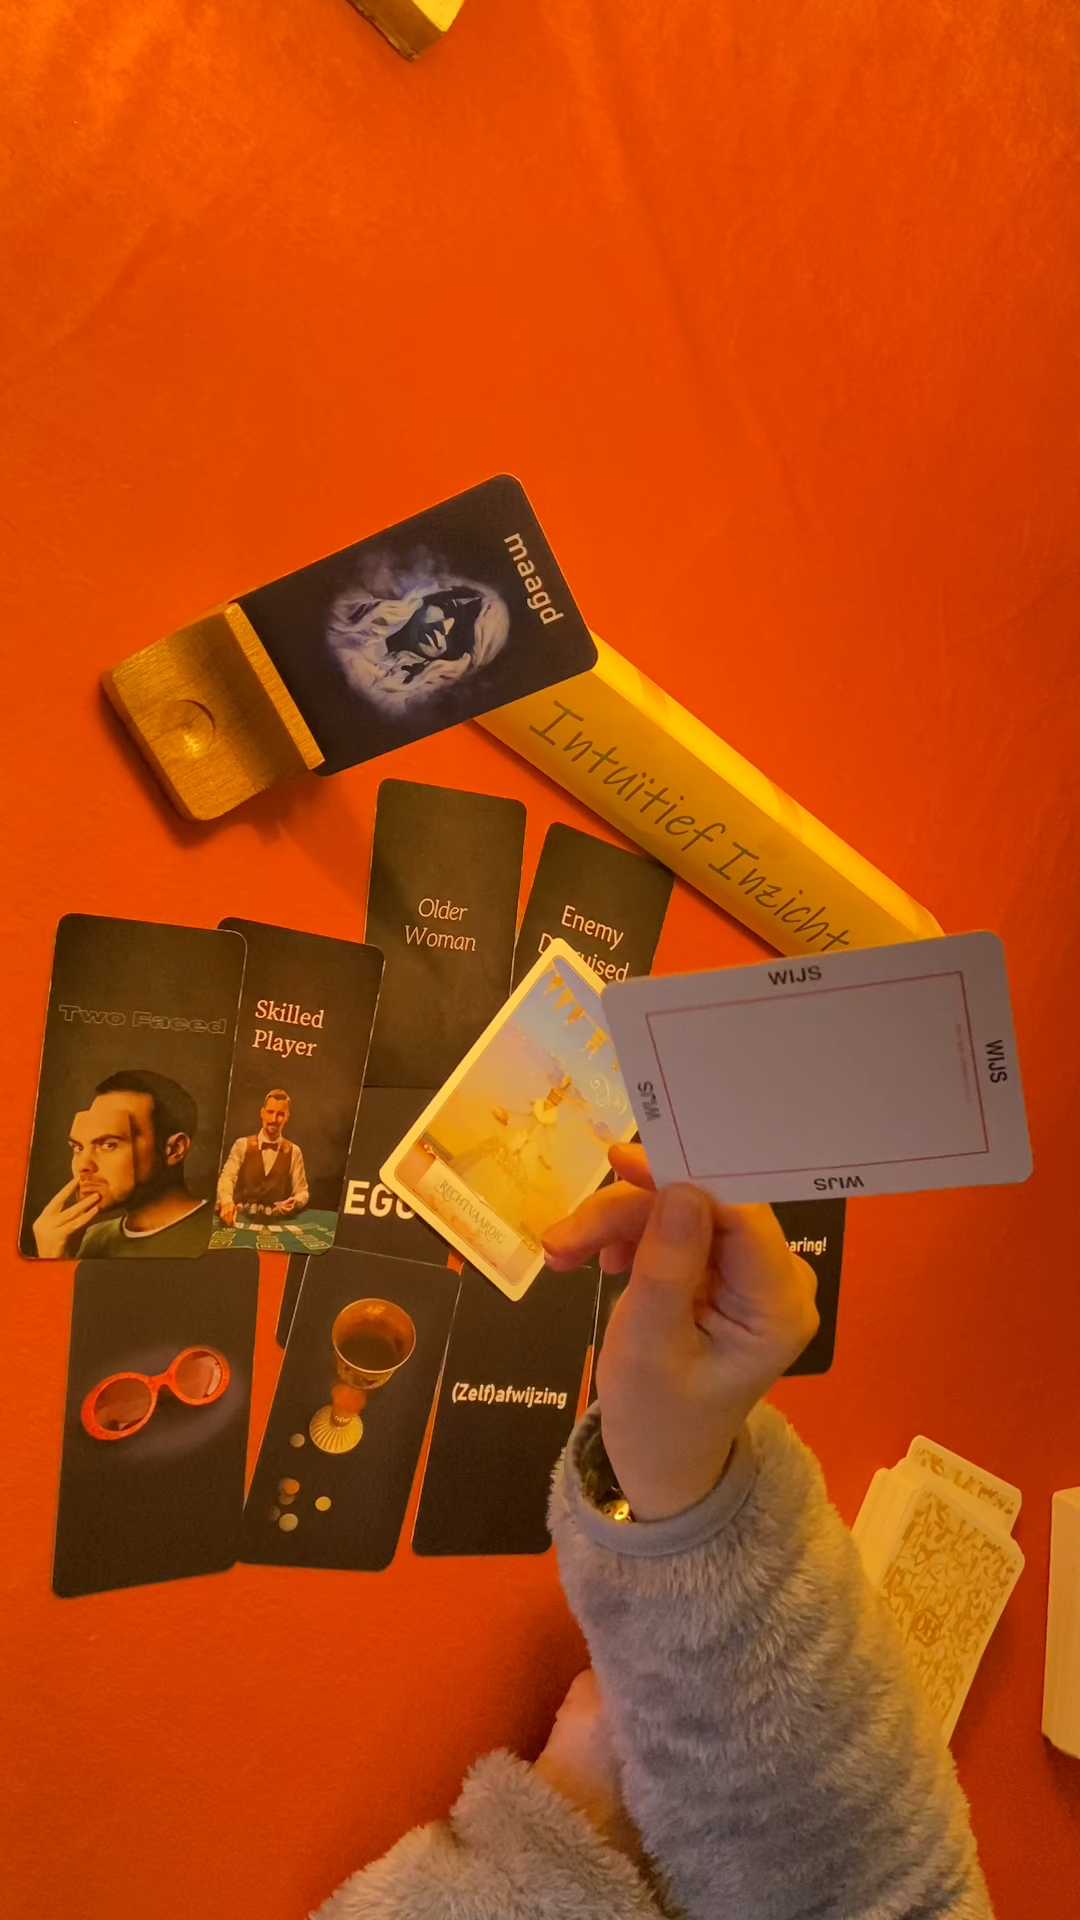 maagd
Intuïtief Inzicht
Older
Woman
Enemy
Two Faced
Skilled
Player
WIJS
WIJS
WIJS
WIJS
RECHTVAARDIG
(Zelf)afwijzing